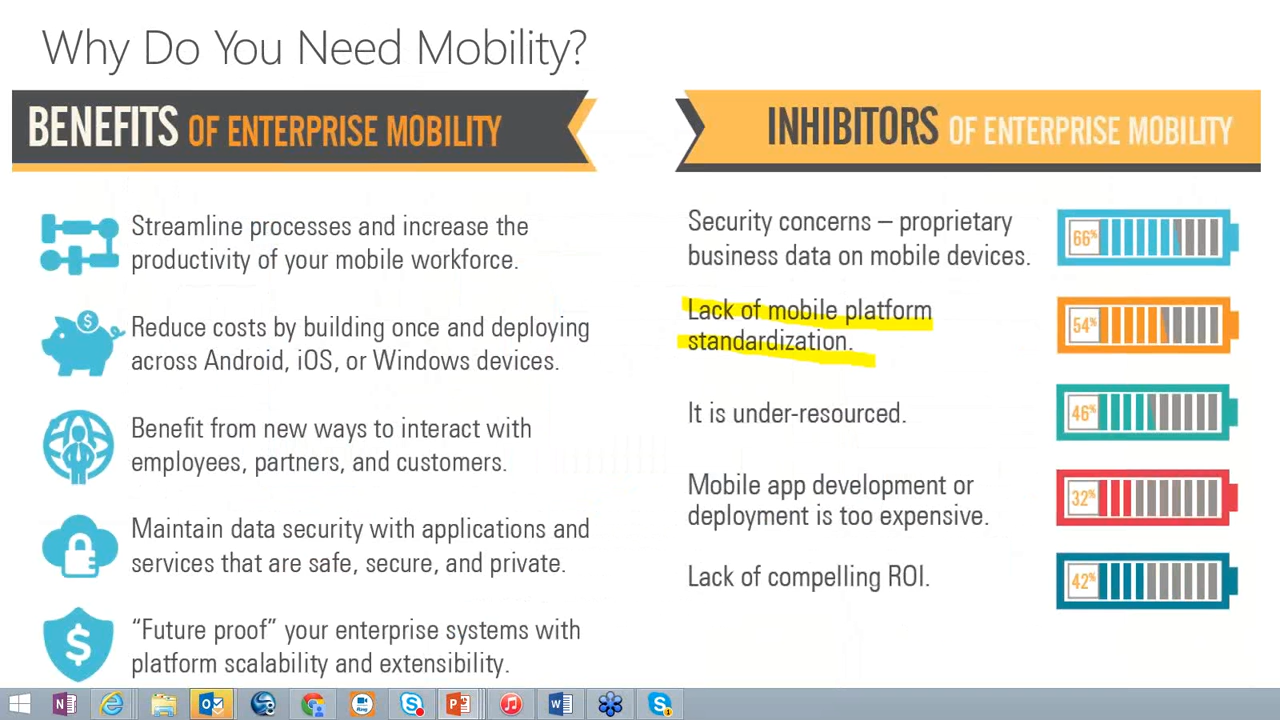 Why Do You Need Mobility?
BENEFITS OF ENTERPRISE MOBILITY
Streamline processes and increase the
productivity of your mobile workforce.
$
Reduce costs by building once and deploying
across Android, iOS, or Windows devices.
Benefit from new ways to interact with
employees, partners, and customers.
Maintain data security with applications and
services that are safe, secure, and private.
$
“Future proof” your enterprise systems with
platform scalability and extensibility.
INHIBITORS OF ENTERPRISE MOBILITY
Security concerns – proprietary
business data on mobile devices.
66%
Lack of mobile platform
standardization.
54%
It is under-resourced.
46%
Mobile app development or
deployment is too expensive.
32%
Lack of compelling ROI.
42%